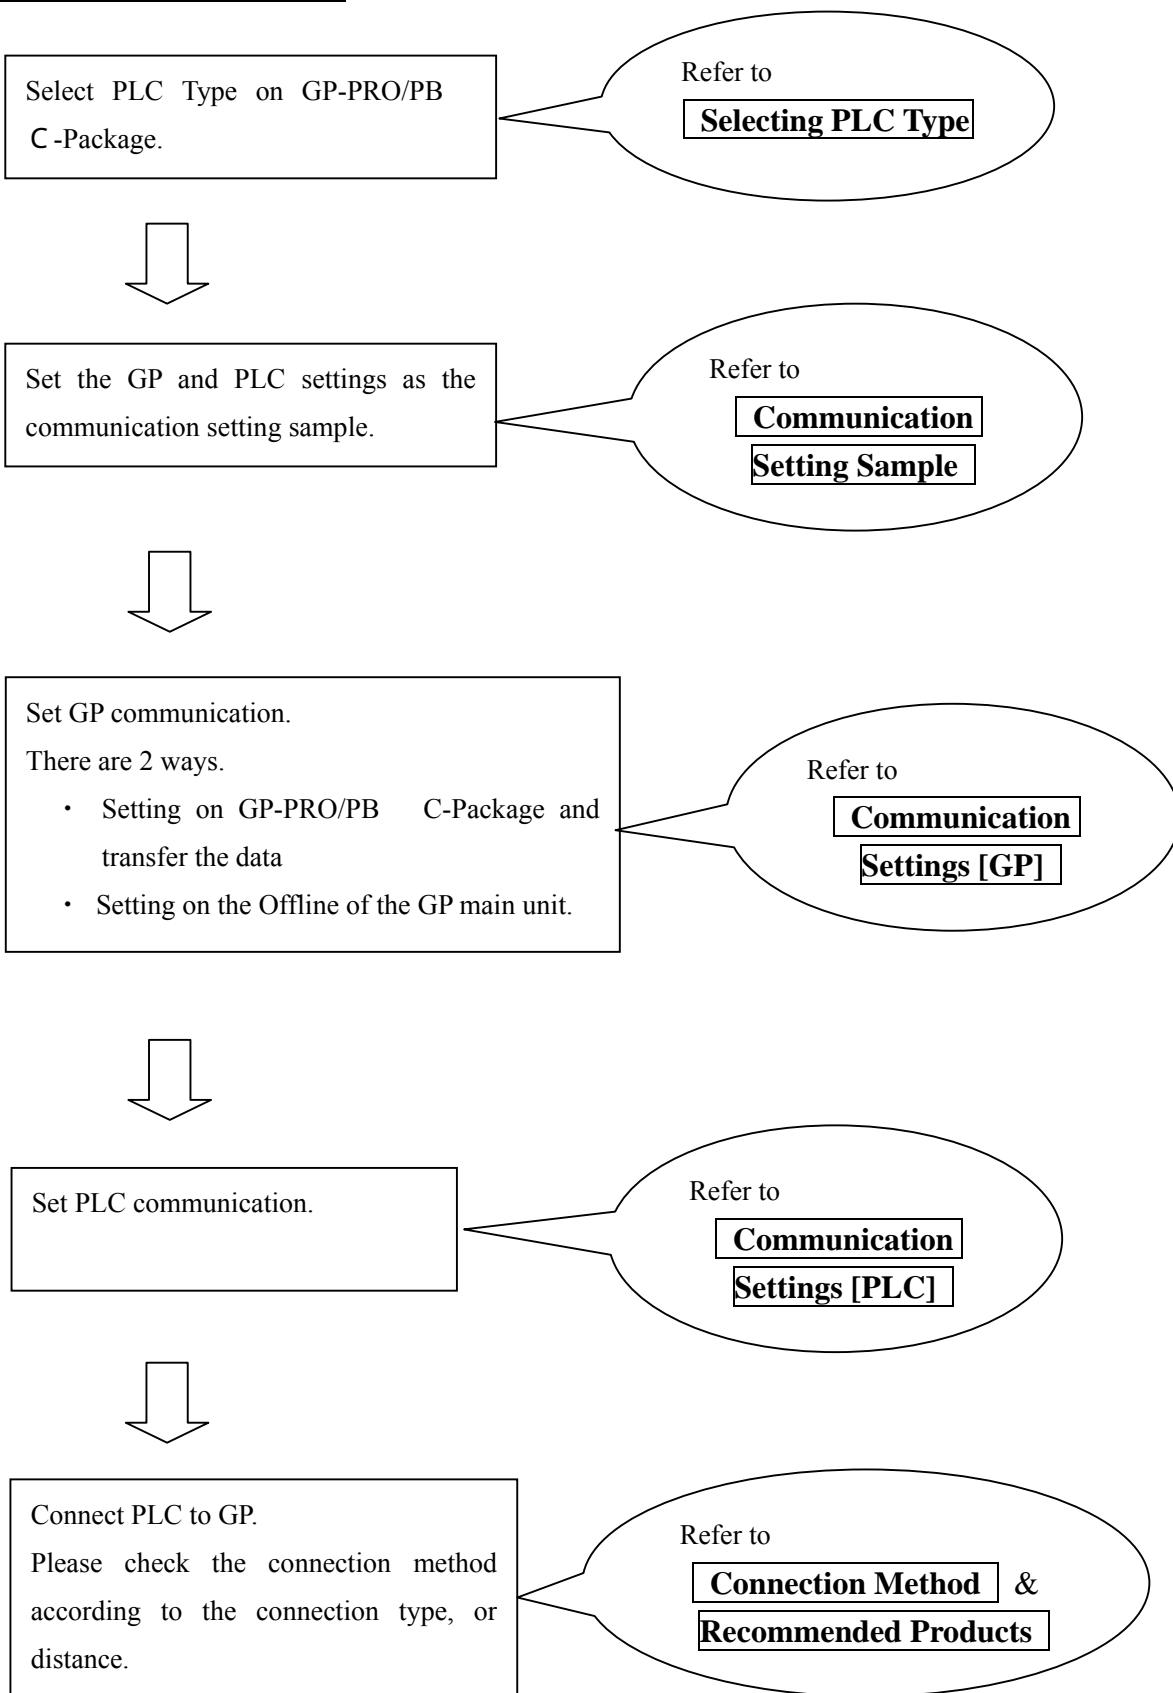 Select PLC Type on GP-PRO/PB
C-Package.
Refer to
Selecting PLC Type
Set the GP and PLC settings as the
communication setting sample.
Refer to
Communication
Setting Sample
Set GP communication.
There are 2 ways.
・ Setting on GP-PRO/PB C-Package and
transfer the data
・ Setting on the Offline of the GP main unit.
Refer to
Communication
Settings [GP]
Set PLC communication.
Refer to
Communication
Settings [PLC]
Connect PLC to GP.
Please check the connection method
according to the connection type, or
distance.
Refer to
Connection Method &
Recommended Products